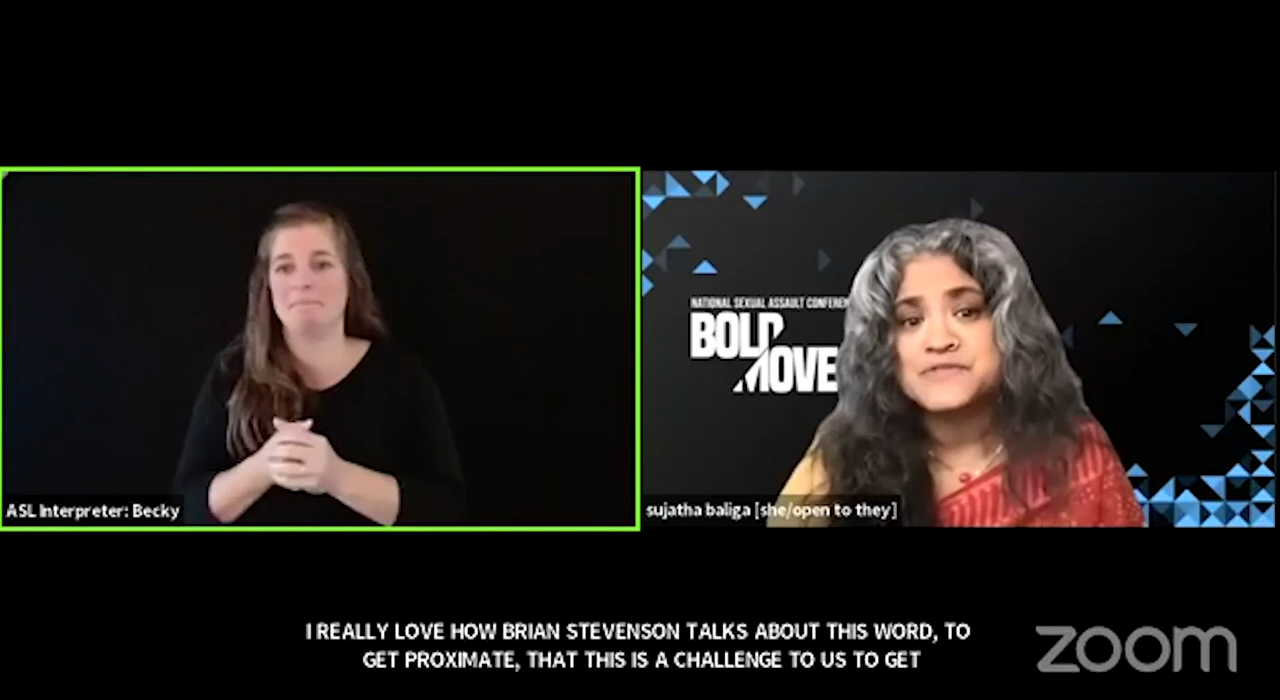 NATIONAL SEXUAL ASSAULT CONFEREN
BOLD
MOVE
ASL Interpreter: Becky
sujatha baliga [she/open to they]
I REALLY LOVE HOW BRIAN STEVENSON TALKS ABOUT THIS WORD, TO
GET PROXIMATE, THAT THIS IS A CHALLENGE TO US TO GET
zoom